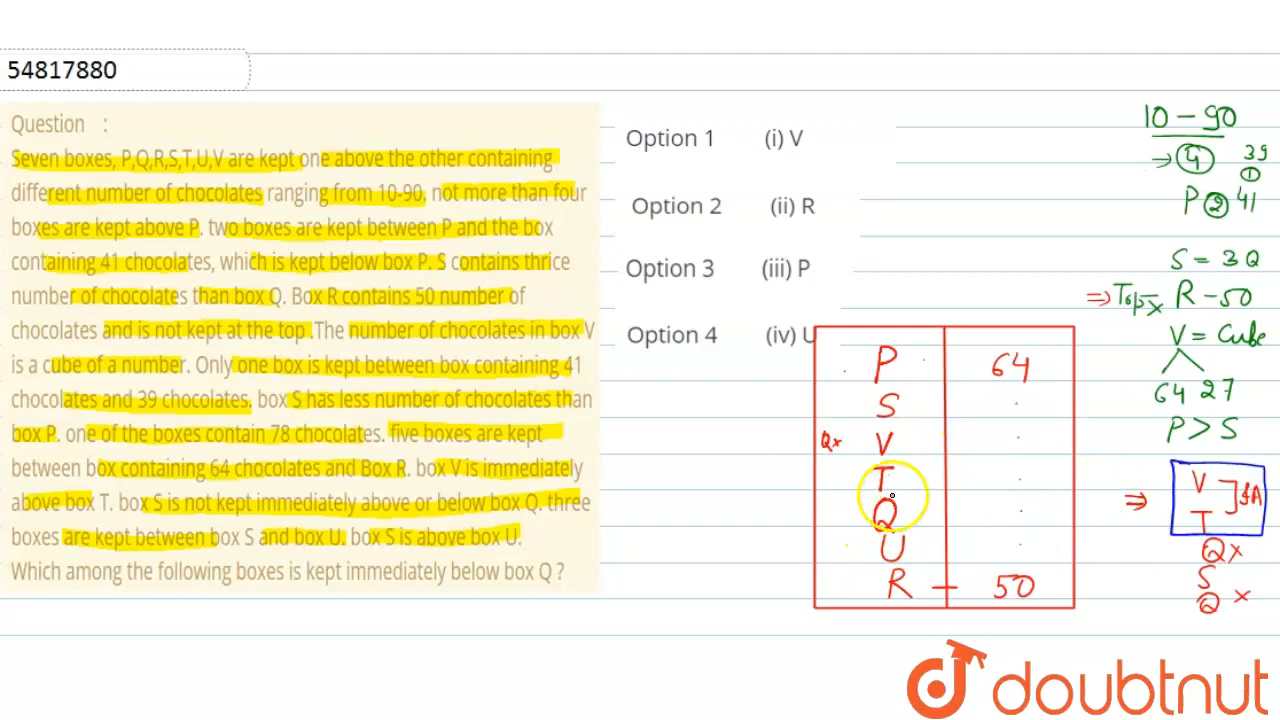 54817880
Question :
Seven boxes, P,Q,R,S,T,U,V are kept one above the other containing
different number of chocolates ranging from 10-90. not more than four
boxes are kept above P. two boxes are kept between P and the box
containing 41 chocolates, which is kept below box P. S contains thrice
number of chocolates than box Q. Box R contains 50 number of
chocolates and is not kept at the top .The number of chocolates in box V
is a cube of a number. Only one box is kept between box containing 41
chocolates and 39 chocolates. box S has less number of chocolates than
box P. one of the boxes contain 78 chocolates. five boxes are kept
between box containing 64 chocolates and Box R. box V is immediately
above box T. box S is not kept immediately above or below box Q. three
boxes are kept between box S and box U. box S is above box U.
Which among the following boxes is kept immediately below box Q ?
Option 1 (i) V
Option 2 (ii) R
Option 3 (iii) P
Option 4 (iv) U
P 64
S
Qx V
T
Q
U
R - 50
10 - 90
→ 4 39
1
P 2 41
S = 3Q
⇒ Top x R - 50
V = Cube
64 27
P > S
⇒ V
T
Q x
S
Q x
doubtnut